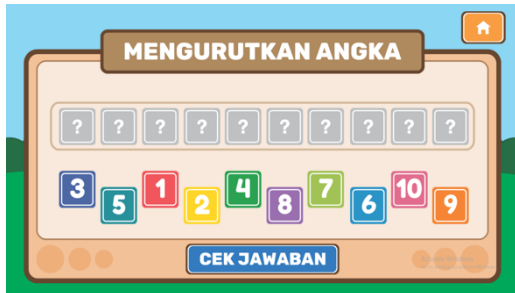 MENGURUTKAN ANGKA
? ? ? ? ? ? ? ? ? ?
3 5 1 2 4 8 7 6 10 9
CEK JAWABAN